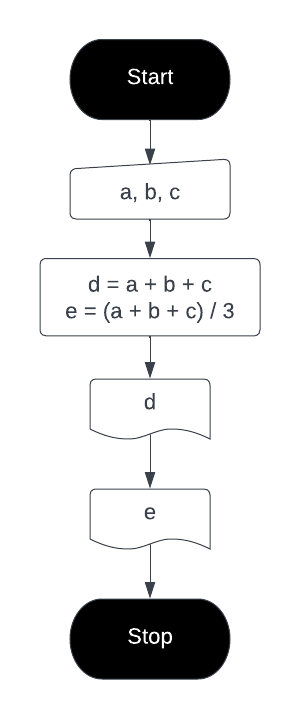 Start
a, b, c
d = a + b + c
e = (a + b + c) / 3
d
e
Stop